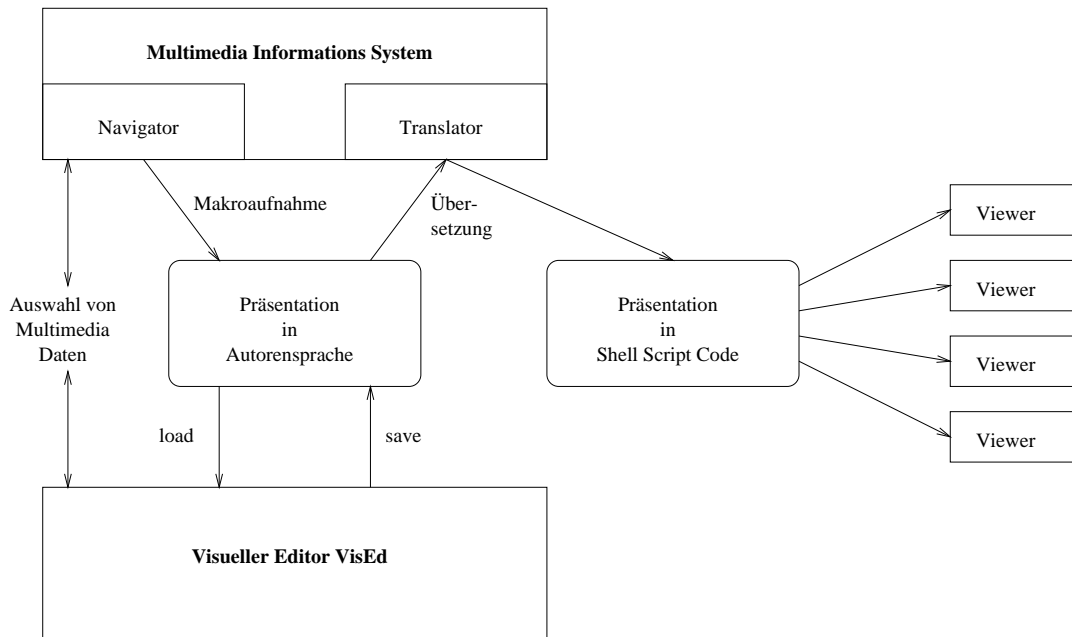 Multimedia Informations System
Navigator
Translator
Makroaufnahme
Über-
setzung
Viewer
Viewer
Viewer
Viewer
Auswahl von
Multimedia
Daten
Präsentation
in
Autorensprache
Präsentation
in
Shell Script Code
load
save
Visueller Editor VisEd